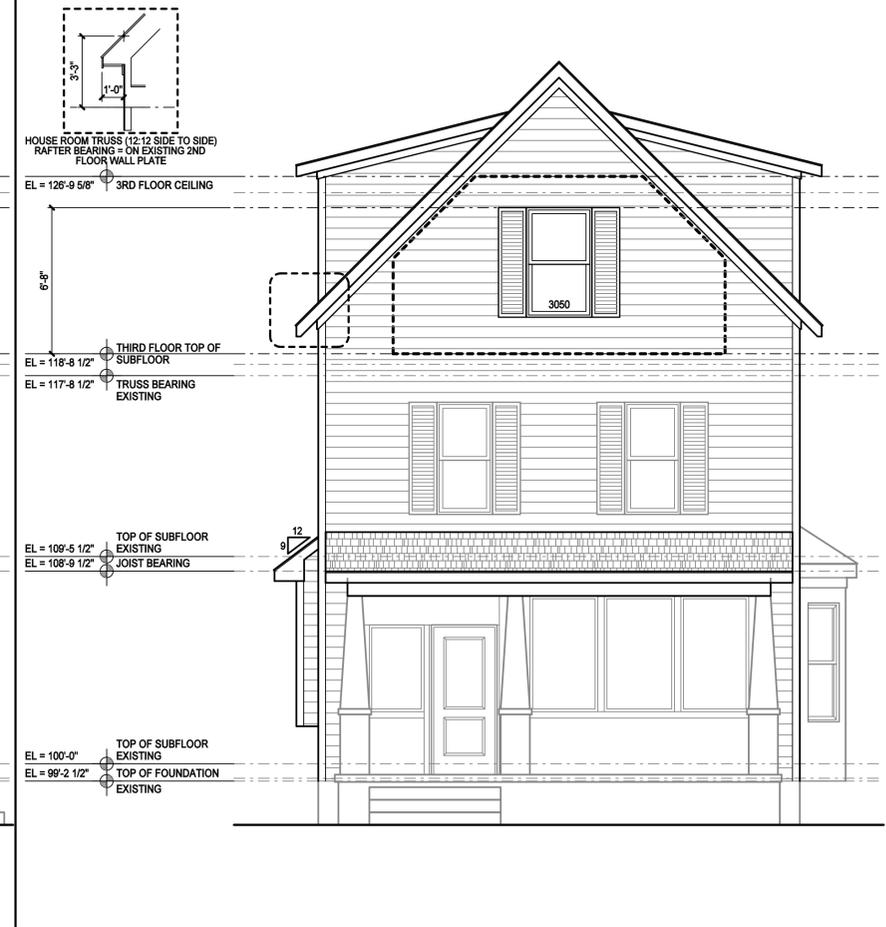 3'-3"
1'-0"
HOUSE ROOM TRUSS (12:12 SIDE TO SIDE)
RAFTER BEARING = ON EXISTING 2ND
FLOOR WALL PLATE
EL = 126'-9 5/8"
3RD FLOOR CEILING
6'-8"
3050
EL = 118'-8 1/2"
THIRD FLOOR TOP OF
SUBFLOOR
EL = 117'-8 1/2"
TRUSS BEARING
EXISTING
12
9
EL = 109'-5 1/2"
TOP OF SUBFLOOR
EXISTING
EL = 108'-9 1/2"
JOIST BEARING
EL = 100'-0"
TOP OF SUBFLOOR
EXISTING
EL = 99'-2 1/2"
TOP OF FOUNDATION
EXISTING